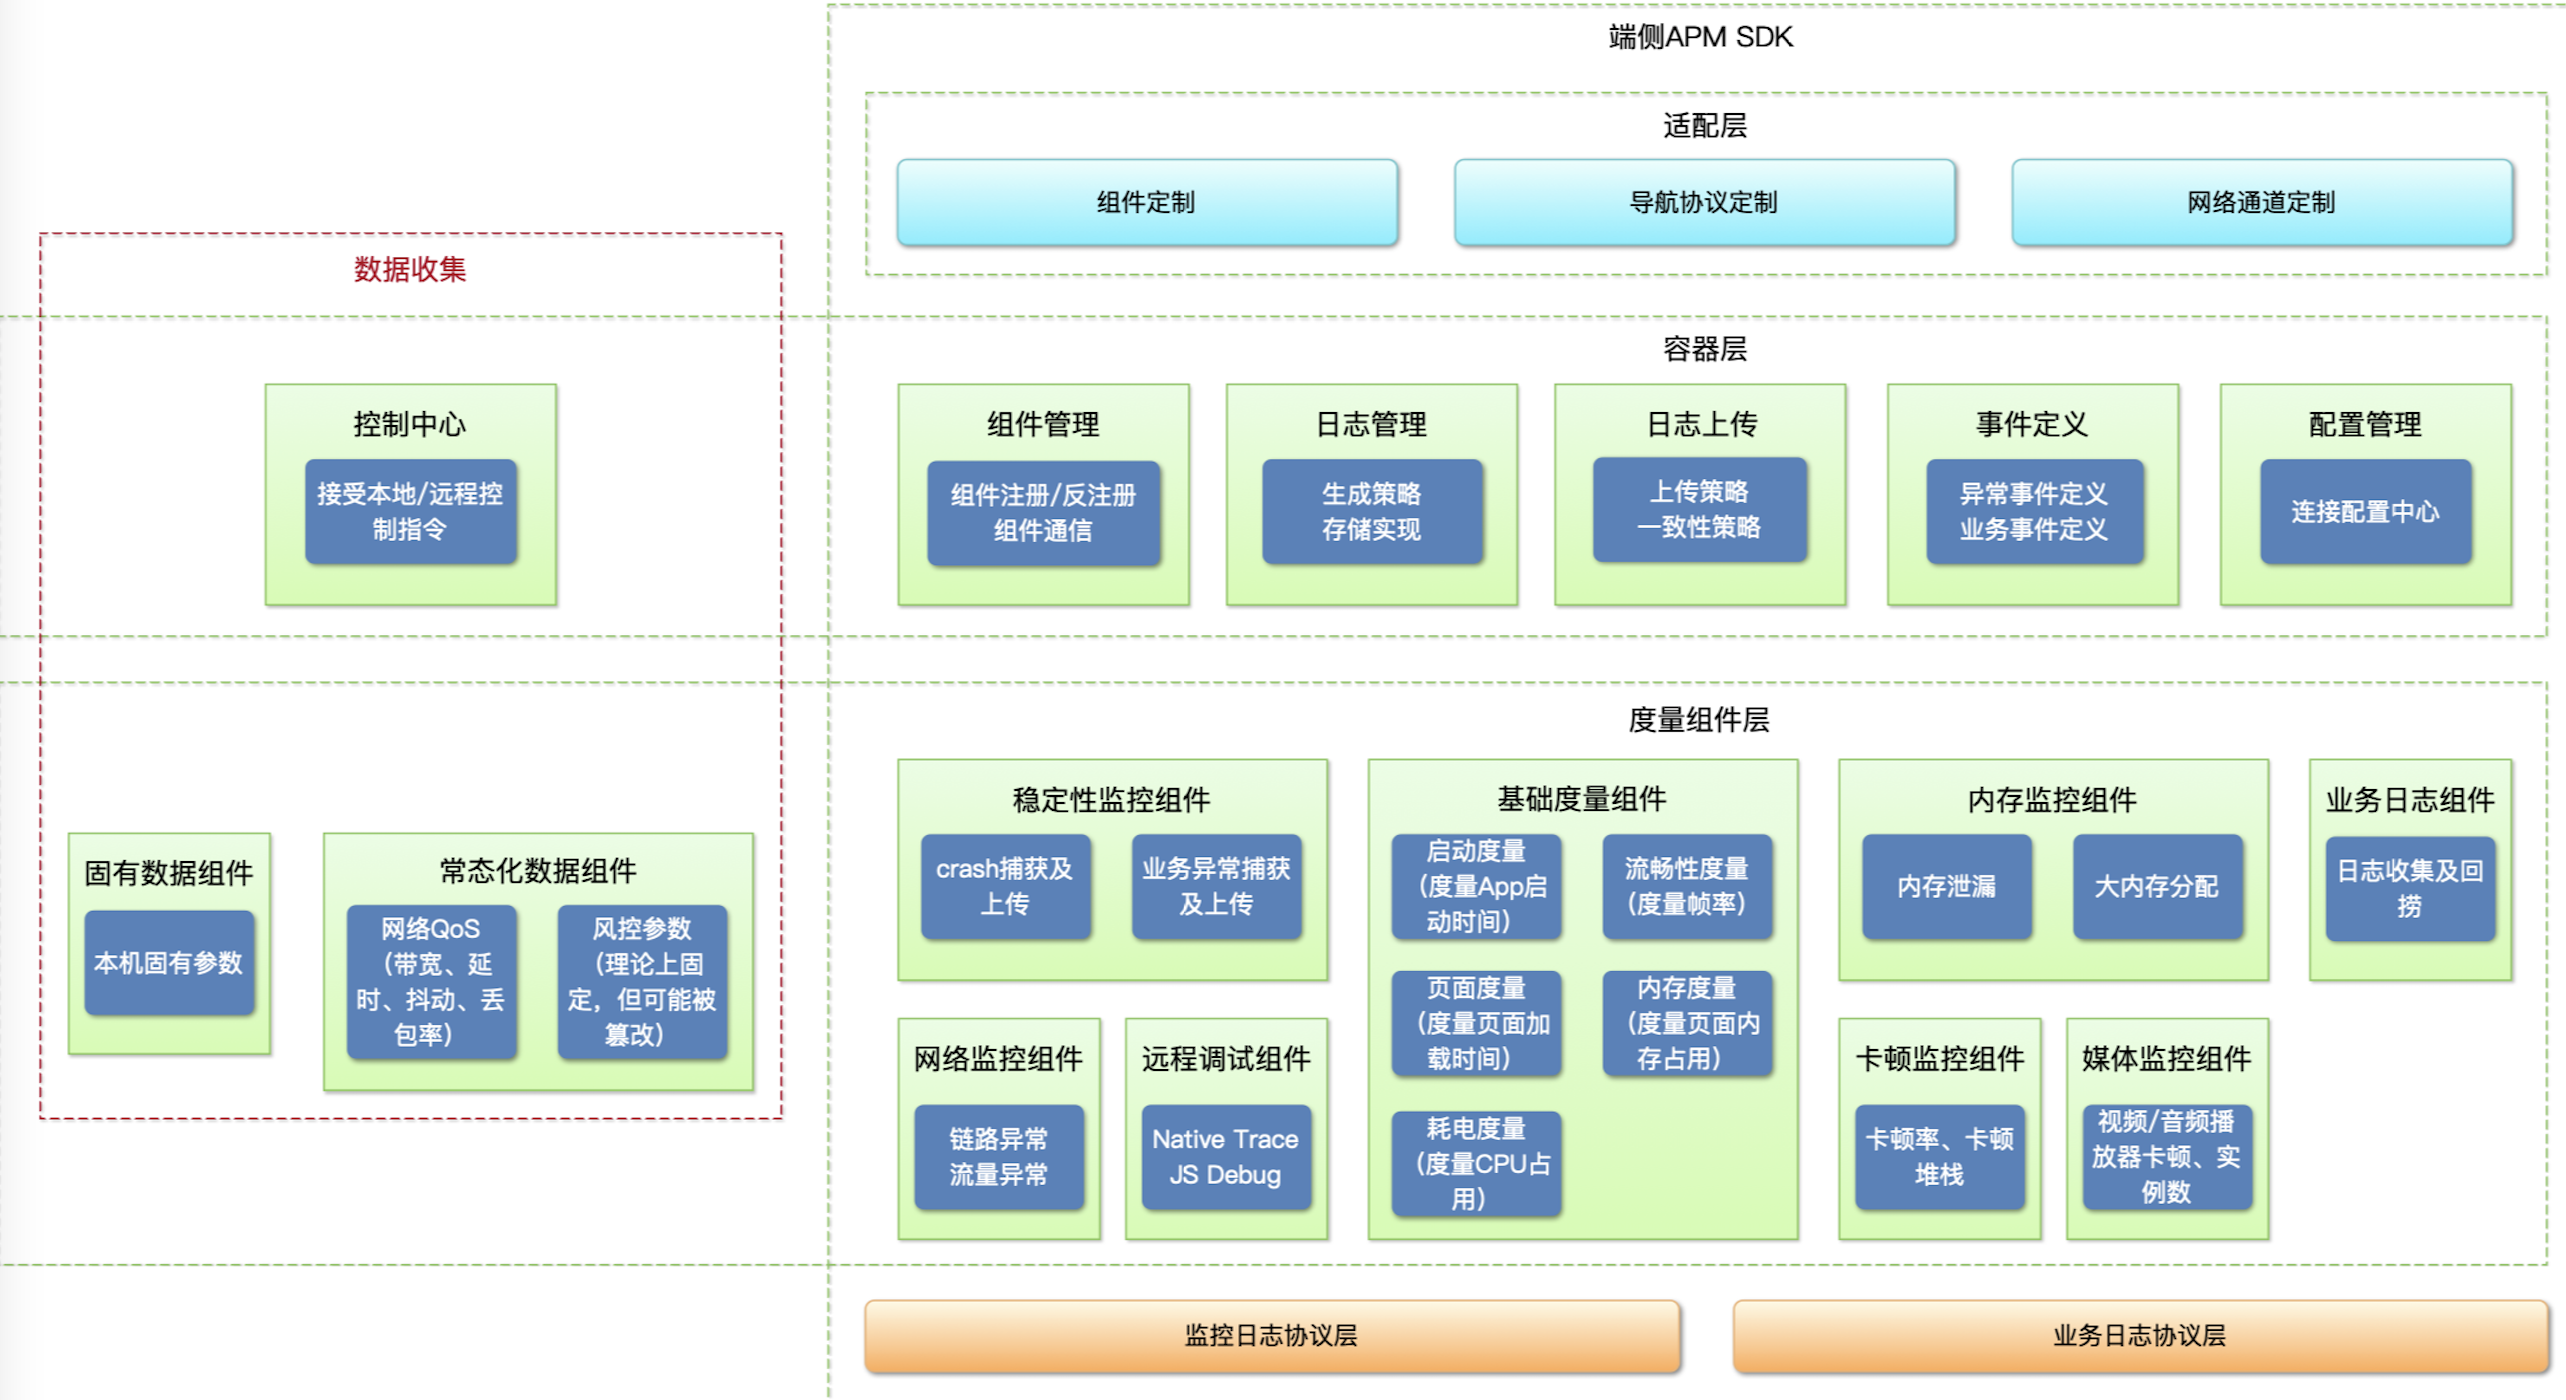 端侧APM SDK
适配层
组件定制
导航协议定制
网络通道定制
数据收集
容器层
控制中心
接受本地/远程控
制指令
组件管理
组件注册/反注册
组件通信
日志管理
生成策略
存储实现
日志上传
上传策略
一致性策略
事件定义
异常事件定义
业务事件定义
配置管理
连接配置中心
度量组件层
固有数据组件
本机固有参数
常态化数据组件
网络QoS
（带宽、延
时、抖动、丢
包率）
风控参数
（理论上固
定，但可能被
篡改）
稳定性监控组件
crash捕获及
上传
业务异常捕获
及上传
基础度量组件
启动度量
（度量App启
动时间）
流畅性度量
（度量帧率）
页面度量
（度量页面加
载时间）
内存度量
（度量页面内
存占用）
耗电度量
（度量CPU占
用）
内存监控组件
内存泄漏
大内存分配
业务日志组件
日志收集及回
捞
网络监控组件
链路异常
流量异常
远程调试组件
Native Trace
JS Debug
卡顿监控组件
卡顿率、卡顿
堆栈
媒体监控组件
视频/音频播
放器卡顿、实
例数
监控日志协议层
业务日志协议层